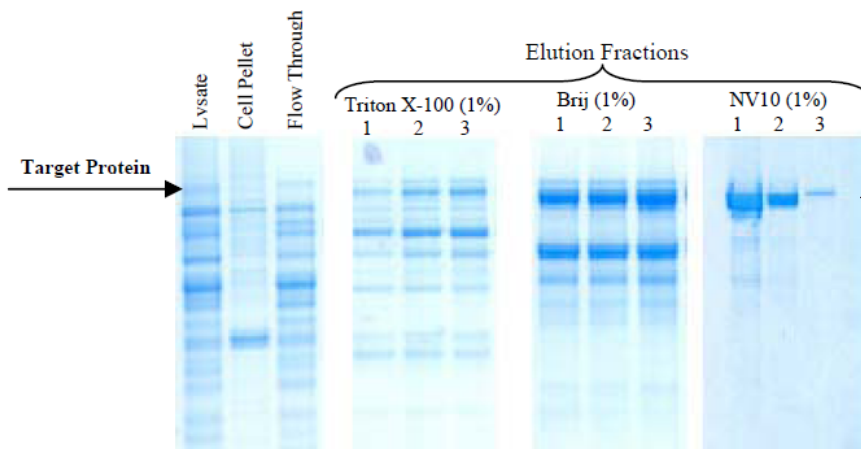 Elution Fractions
Lysate
Cell Pellet
Flow Through
Triton X-100 (1%)
Brij (1%)
NV10 (1%)
1 2 3
1 2 3
1 2 3
Target Protein